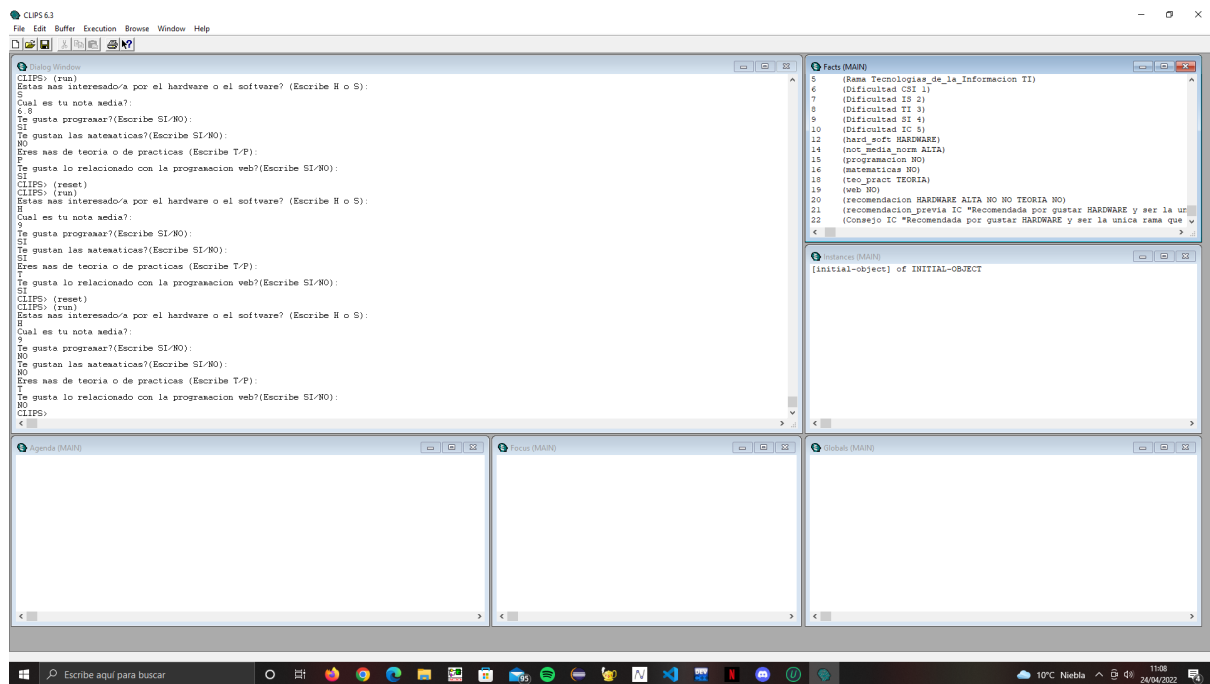 CLIPS 6.3
File Edit Buffer Execution Browse Window Help
Dialog Window
CLIPS> (run)
Estas mas interesado/a por el hardware o el software? (Escribe H o S):
S
Cual es tu nota media?:
6.8
Te gustan programar?(Escribe SI/NO):
SI
Te gustan las matematicas?(Escribe SI/NO):
NO
Eres mas de teoria o de practicas (Escribe T/P):
P
Te gusta lo relacionado con la programacion web?(Escribe SI/NO):
SI
CLIPS> (reset)
CLIPS> (run)
Estas mas interesado/a por el hardware o el software? (Escribe H o S):
H
Cual es tu nota media?:
9
Te gusta programar?(Escribe SI/NO):
SI
Te gustan las matematicas?(Escribe SI/NO):
SI
Eres mas de teoria o de practicas (Escribe T/P):
T
Te gusta lo relacionado con la programacion web?(Escribe SI/NO):
SI
CLIPS> (reset)
CLIPS> (run)
Estas mas interesado/a por el hardware o el software? (Escribe H o S):
H
Cual es tu nota media?:
9
Te gusta programar?(Escribe SI/NO):
NO
Te gustan las matematicas?(Escribe SI/NO):
NO
Eres mas de teoria o de practicas (Escribe T/P):
T
Te gusta lo relacionado con la programacion web?(Escribe SI/NO):
NO
CLIPS>
Facts (MAIN)
5 (Rama Tecnologias_de_la_Informacion TI)
6 (Dificultad CSI 1)
7 (Dificultad IS 2)
8 (Dificultad TI 3)
9 (Dificultad SI 4)
10 (Dificultad IC 5)
12 (hard_soft HARDWARE)
14 (not_media_norm ALTA)
15 (programacion NO)
16 (matematicas NO)
18 (teo_pract TEORIA)
19 (web NO)
20 (recomendacion HARDWARE ALTA NO NO TEORIA NO)
21 (recomendacion_previa IC "Recomendada por gustar HARDWARE y ser la un
22 (Consejo IC "Recomendada por gustar HARDWARE y ser la unica rama que
Instances (MAIN)
[initial-object] of INITIAL-OBJECT
Agenda (MAIN)
Focus (MAIN)
Globals (MAIN)
Escribe aquí para buscar
95
10°C Niebla
11:08
24/04/2022